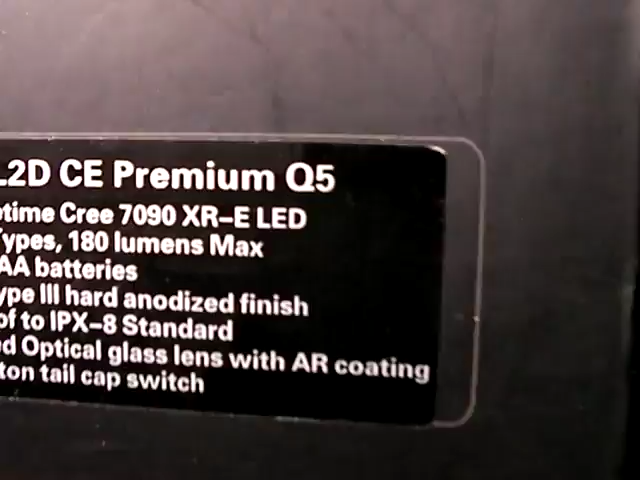 L2D CE Premium Q5
time Cree 7090 XR-E LED
Types, 180 lumens Max
AA batteries
ype III hard anodized finish
of to IPX-8 Standard
d Optical glass lens with AR coating
ton tail cap switch